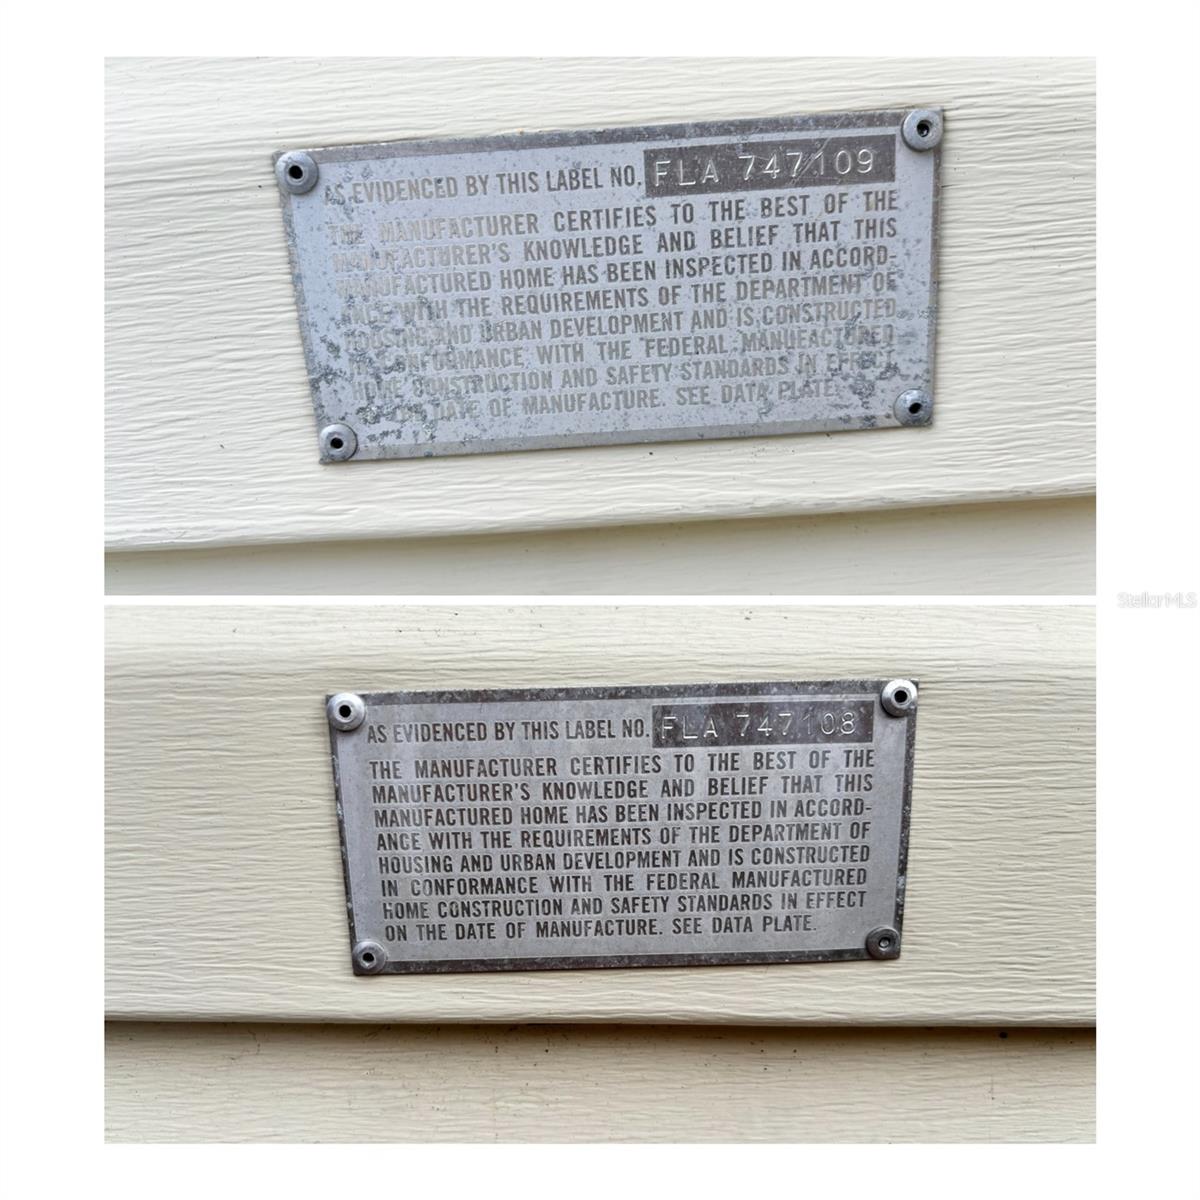 AS EVIDENCED BY THIS LABEL NO. FLA 747109
THE MANUFACTURER CERTIFIES TO THE BEST OF THE
MANUFACTURER'S KNOWLEDGE AND BELIEF THAT THIS
MANUFACTURED HOME HAS BEEN INSPECTED IN ACCORD-
ANCE WITH THE REQUIREMENTS OF THE DEPARTMENT OF
HOUSING AND URBAN DEVELOPMENT AND IS CONSTRUCTED
IN CONFORMANCE WITH THE FEDERAL MANUFACTURED
HOME CONSTRUCTION AND SAFETY STANDARDS IN EFFECT
ON THE DATE OF MANUFACTURE. SEE DATA PLATE.
StellarMLS
AS EVIDENCED BY THIS LABEL NO. FLA 747108
THE MANUFACTURER CERTIFIES TO THE BEST OF THE
MANUFACTURER'S KNOWLEDGE AND BELIEF THAT THIS
MANUFACTURED HOME HAS BEEN INSPECTED IN ACCORD-
ANCE WITH THE REQUIREMENTS OF THE DEPARTMENT OF
HOUSING AND URBAN DEVELOPMENT AND IS CONSTRUCTED
IN CONFORMANCE WITH THE FEDERAL MANUFACTURED
HOME CONSTRUCTION AND SAFETY STANDARDS IN EFFECT
ON THE DATE OF MANUFACTURE. SEE DATA PLATE.